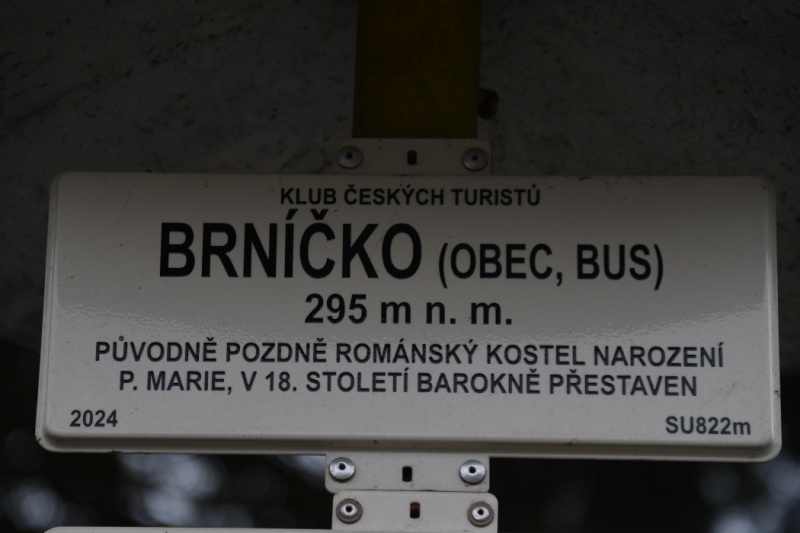 KLUB ČESKÝCH TURISTŮ
BRNÍČKO (OBEC, BUS)
295 m n. m.
PŮVODNĚ POZDNĚ ROMÁNSKÝ KOSTEL NAROZENÍ
P. MARIE, V 18. STOLETÍ BAROKNĚ PŘESTAVEN
2024 SU822m